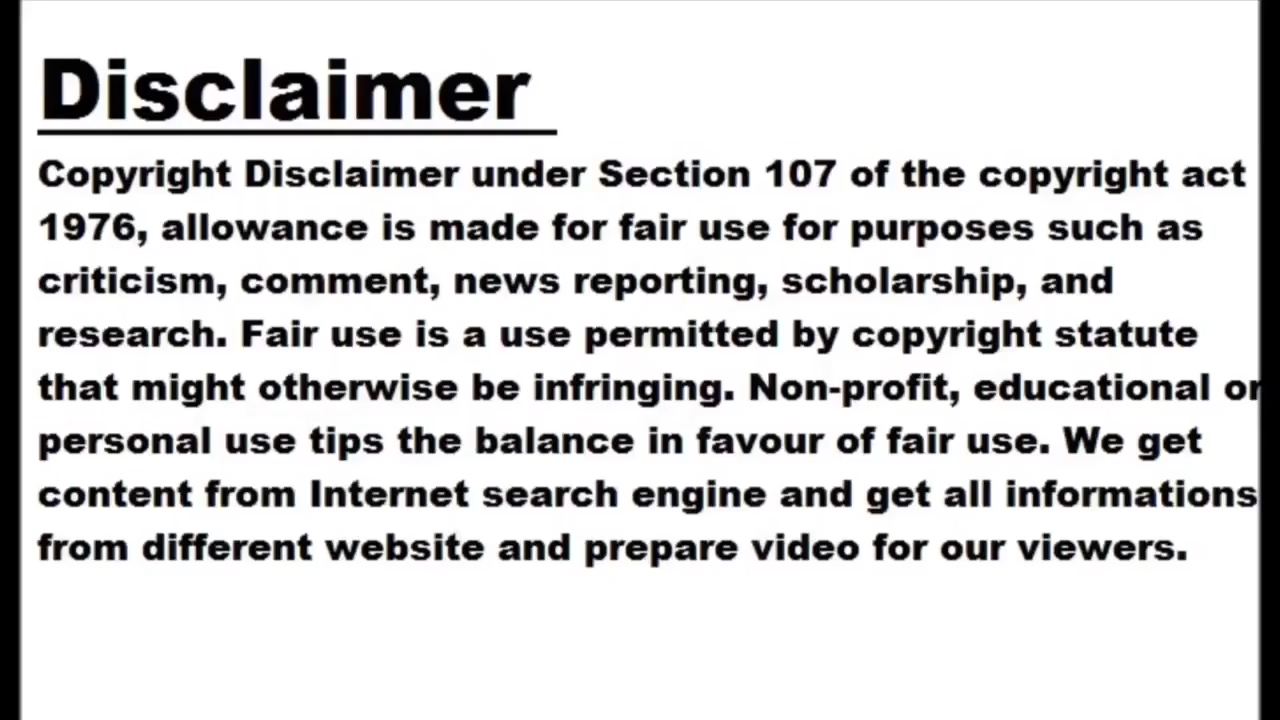 Disclaimer
Copyright Disclaimer under Section 107 of the copyright act
1976, allowance is made for fair use for purposes such as
criticism, comment, news reporting, scholarship, and
research. Fair use is a use permitted by copyright statute
that might otherwise be infringing. Non-profit, educational or
personal use tips the balance in favour of fair use. We get
content from Internet search engine and get all informations
from different website and prepare video for our viewers.